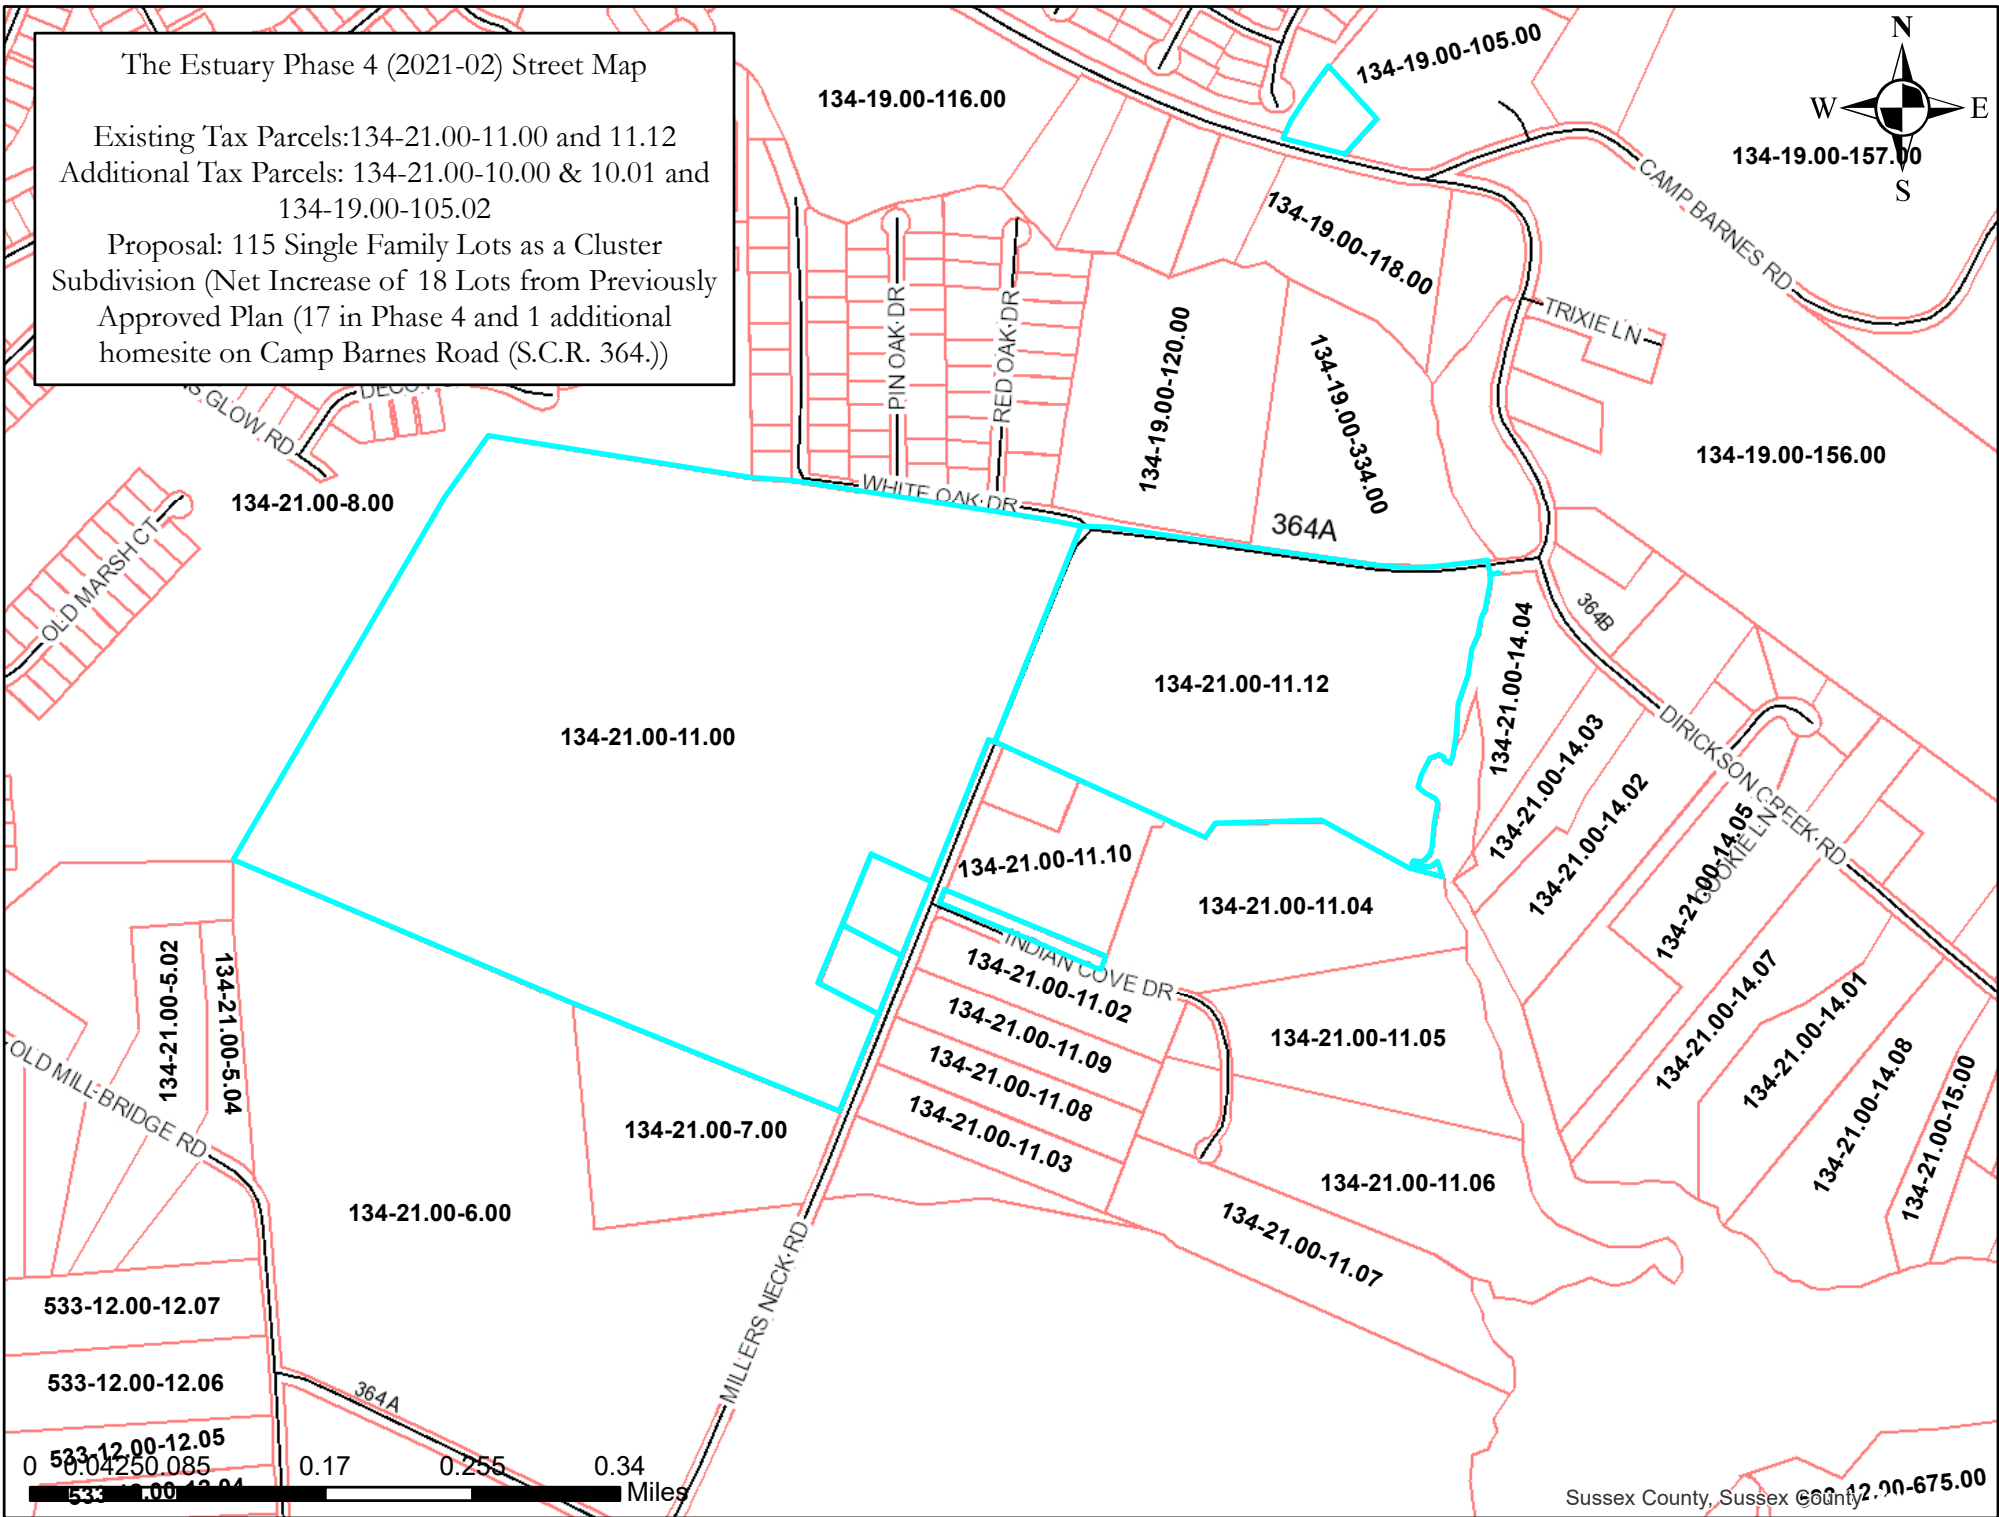 The Estuary Phase 4 (2021-02) Street Map
Existing Tax Parcels:134-21.00-11.00 and 11.12
Additional Tax Parcels: 134-21.00-10.00 & 10.01 and
134-19.00-105.02
Proposal: 115 Single Family Lots as a Cluster
Subdivision (Net Increase of 18 Lots from Previously
Approved Plan (17 in Phase 4 and 1 additional
homesite on Camp Barnes Road (S.C.R. 364.))
N
W
E
S
134-19.00-105.00
134-19.00-116.00
134-19.00-157.00
CAMP BARNES RD
134-19.00-118.00
TRIXIE LN
PIN OAK DR
RED OAK DR
134-19.00-120.00
134-19.00-334.00
134-19.00-156.00
GLOW RD
134-21.00-8.00
WHITE OAK DR
364A
OLD MARSH CT
364B
134-21.00-14.04
134-21.00-11.12
134-21.00-11.00
DIRICKSON CREEK RD
134-21.00-14.03
134-21.00-14.02
134-21.00-14.05
COOKIE LN
134-21.00-11.10
134-21.00-11.04
INDIAN COVE DR
134-21.00-11.02
134-21.00-5.02
134-21.00-5.04
134-21.00-14.07
134-21.00-14.01
134-21.00-11.09
134-21.00-11.05
OLD MILL BRIDGE RD
134-21.00-11.08
134-21.00-14.08
134-21.00-15.00
134-21.00-7.00
134-21.00-11.03
134-21.00-11.06
134-21.00-6.00
134-21.00-11.07
MILLERS NECK RD
533-12.00-12.07
533-12.00-12.06
364A
533-12.00-12.05
0 0.0425 0.085 0.17 0.255 0.34
Miles
12.00-675.00
Sussex County, Sussex County